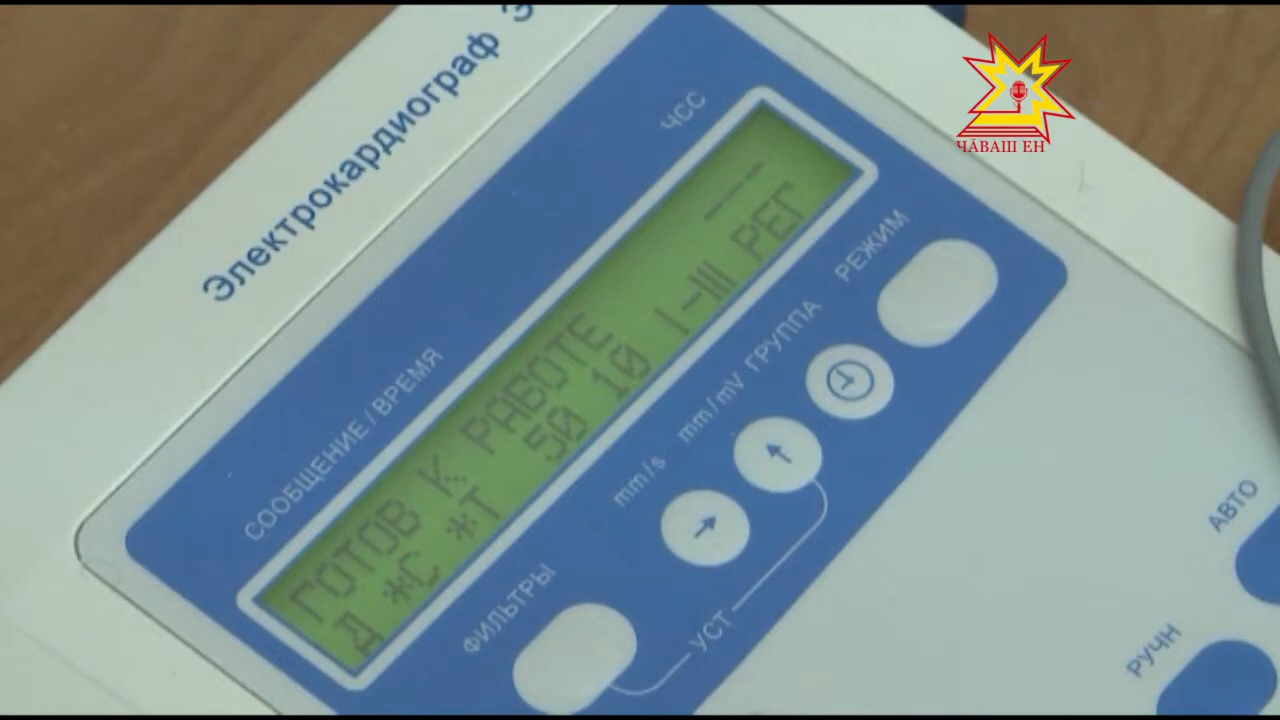 Электрокардиограф
ЧАВАШ ЕН
ЧСС
СООБЩЕНИЕ / ВРЕМЯ
ГОТОВ К РАБОТЕ ---
Д *С *Т 50 10 I-III РЕГ
ФИЛЬТРЫ
mm/s
mm/mV
ГРУППА
РЕЖИМ
УСТ
АВТО
РУЧН